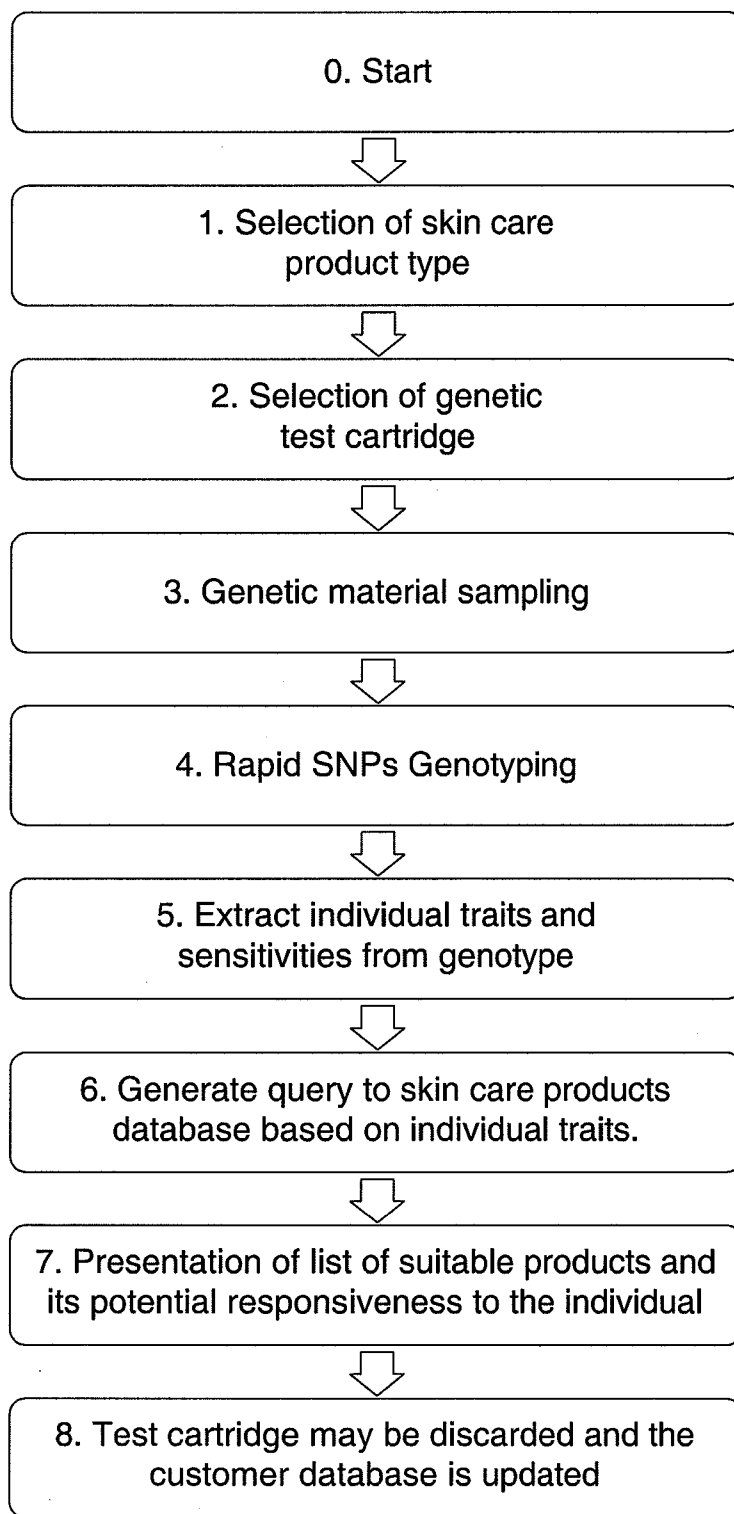 0. Start
1. Selection of skin care
product type
2. Selection of genetic
test cartridge
3. Genetic material sampling
4. Rapid SNPs Genotyping
5. Extract individual traits and
sensitivities from genotype
6. Generate query to skin care products
database based on individual traits.
7. Presentation of list of suitable products and
its potential responsiveness to the individual
8. Test cartridge may be discarded and the
customer database is updated